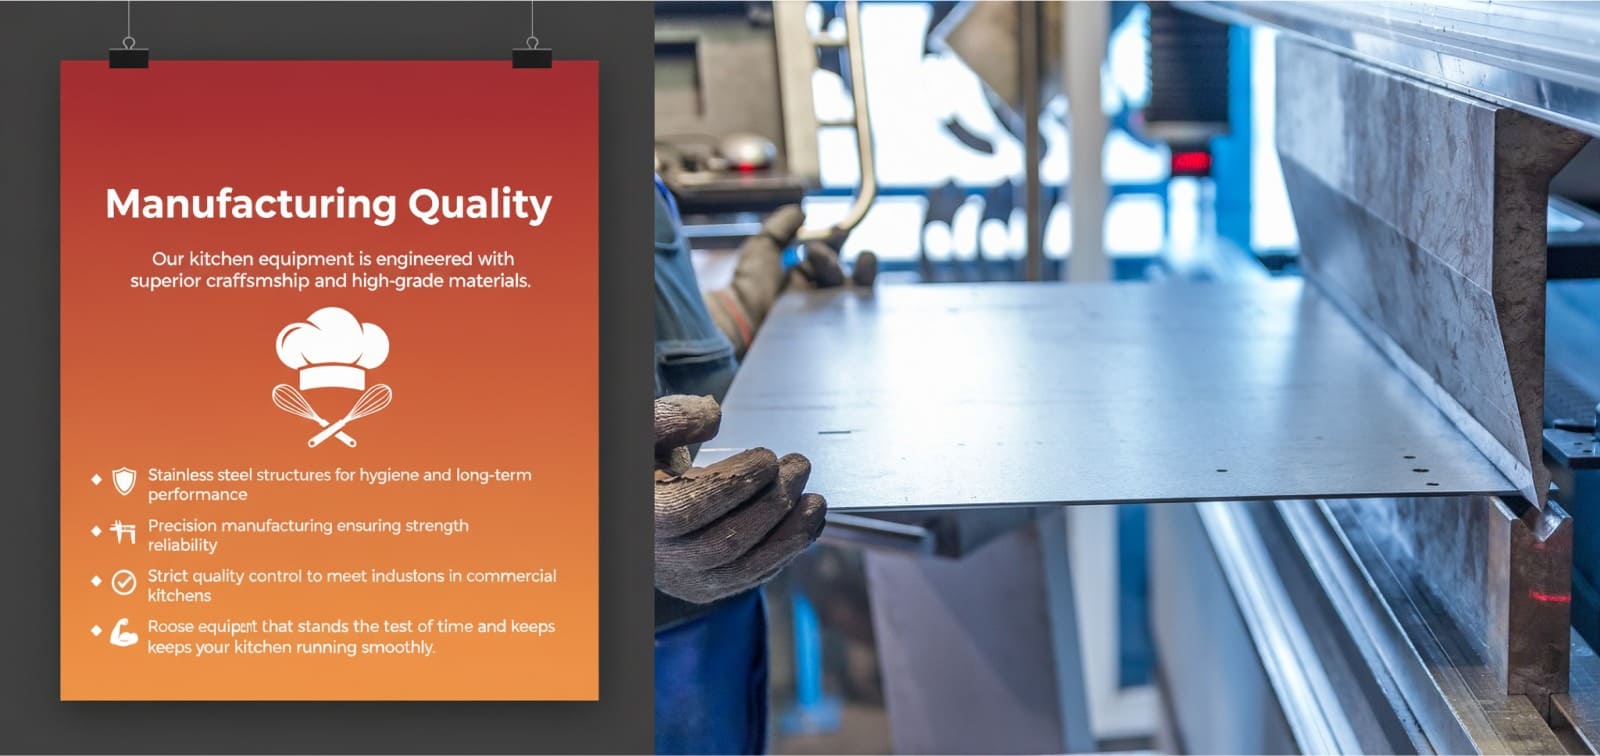 Manufacturing Quality
Our kitchen equipment is engineered with
superior craffsmship and high-grade materials.
Stainless steel structures for hygiene and long-term
performance
Precision manufacturing ensuring strength
reliability
Strict quality control to meet industons in commercial
kitchens
Roose equipent that stands the test of time and keeps
keeps your kitchen running smoothly.